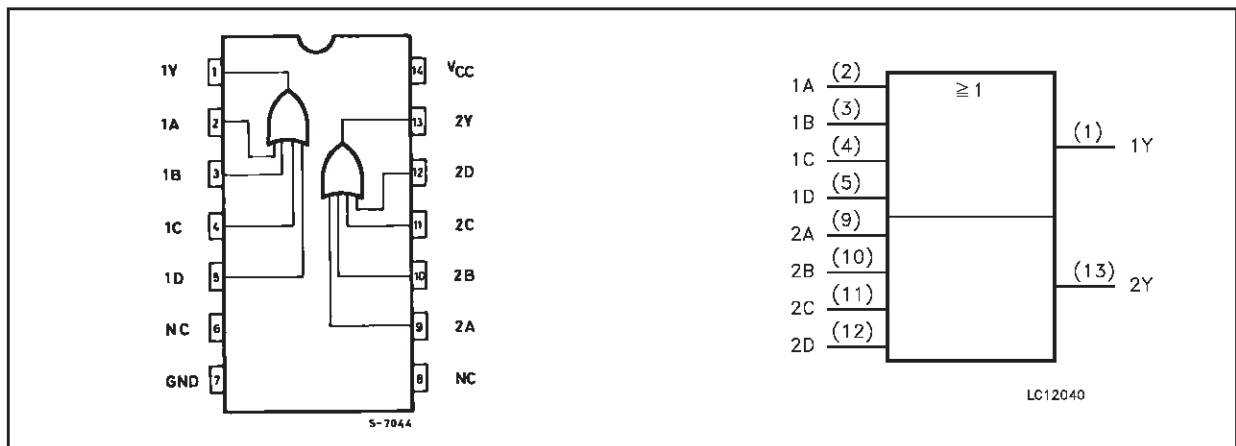 1Y 1 14 VCC
1A 2 13 2Y
1B 3 12 2D
1C 4 11 2C
1D 5 10 2B
NC 6 9 2A
GND 7 8 NC
S-7044
≧1
1A (2)
1B (3)
1C (4)
1D (5)
2A (9)
2B (10)
2C (11)
2D (12)
(1) 1Y
(13) 2Y
LC12040